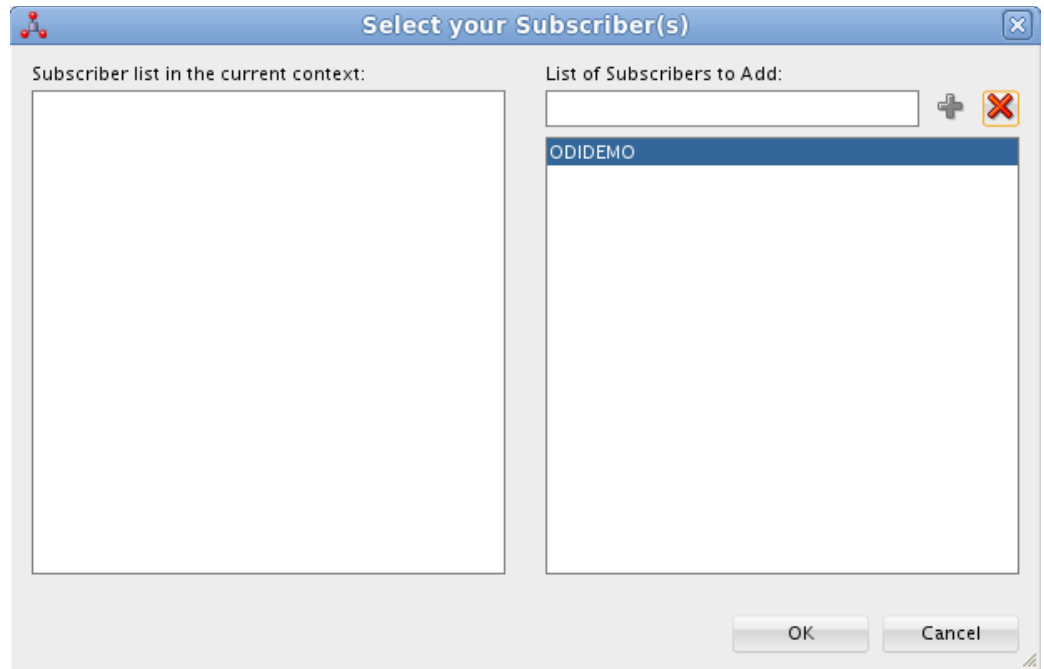 Select your Subscriber(s)
Subscriber list in the current context:
List of Subscribers to Add:
ODIDEMO
OK
Cancel